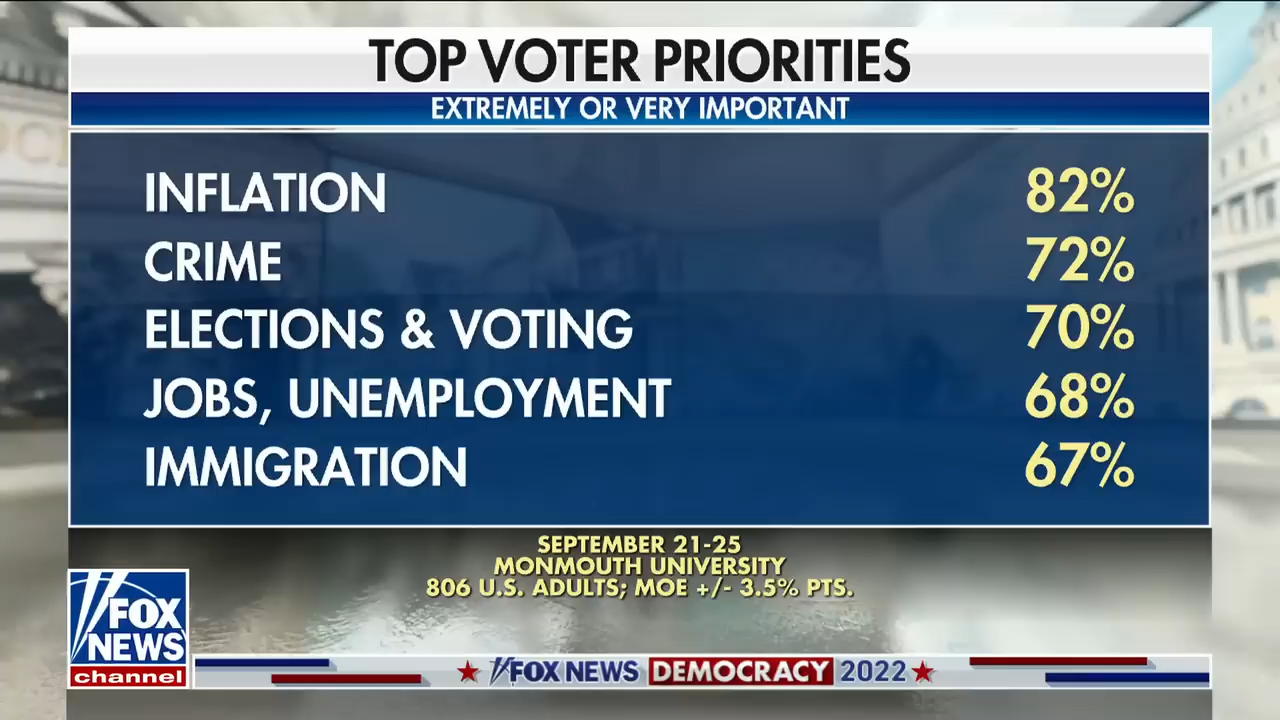 TOP VOTER PRIORITIES
EXTREMELY OR VERY IMPORTANT
INFLATION 82%
CRIME 72%
ELECTIONS & VOTING 70%
JOBS, UNEMPLOYMENT 68%
IMMIGRATION 67%
SEPTEMBER 21-25
MONMOUTH UNIVERSITY
806 U.S. ADULTS; MOE +/- 3.5% PTS.
FOX
NEWS
channel
FOX NEWS DEMOCRACY 2022